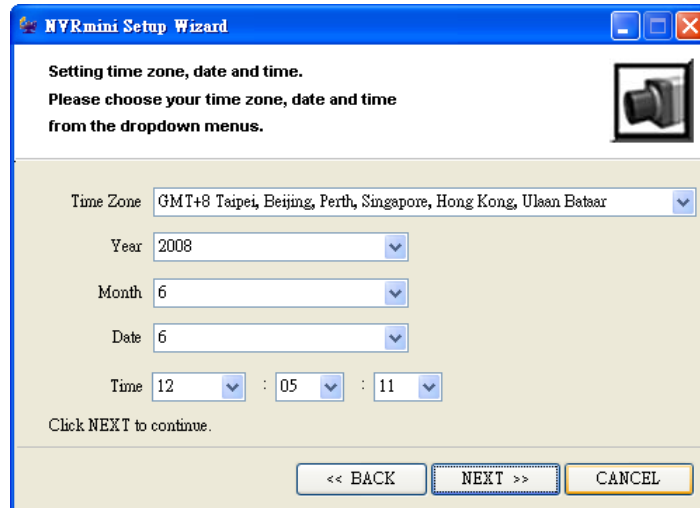 NVRmini Setup Wizard
Setting time zone, date and time.
Please choose your time zone, date and time
from the dropdown menus.
Time Zone GMT+8 Taipei, Beijing, Perth, Singapore, Hong Kong, Ulaan Bataar
Year 2008
Month 6
Date 6
Time 12 : 05 : 11
Click NEXT to continue.
<< BACK NEXT >> CANCEL